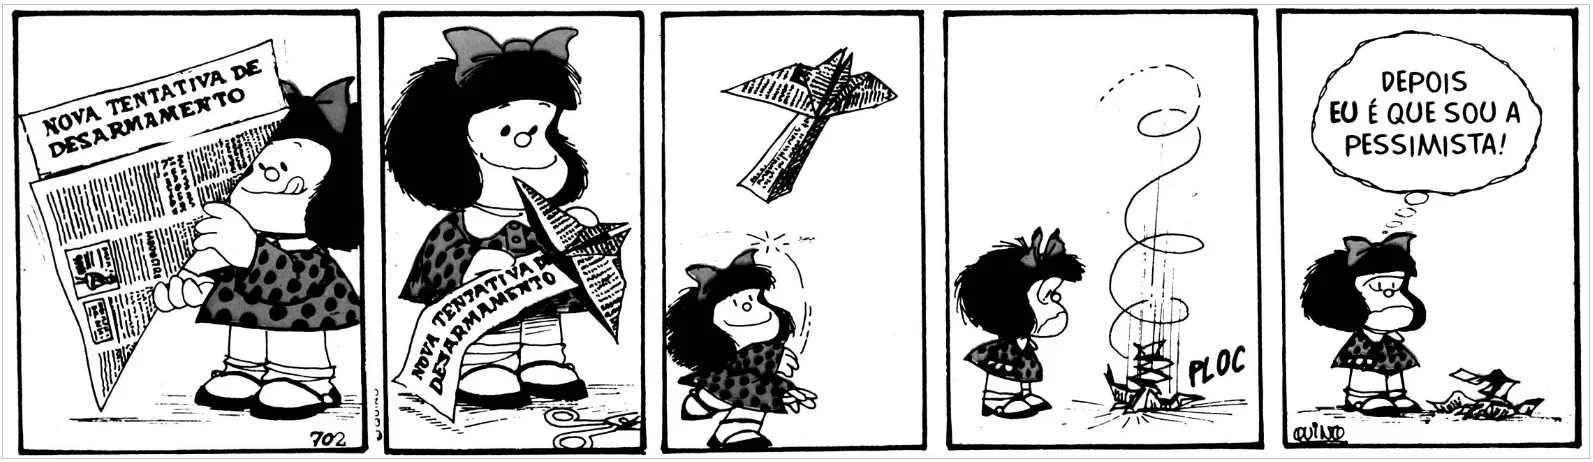 NOVA TENTATIVA DE
DESARMAMENTO
702
NOVA TENTATIVA DE
DESARMAMENTO
PLOC
DEPOIS
EU É QUE SOU A
PESSIMISTA!
QUINO